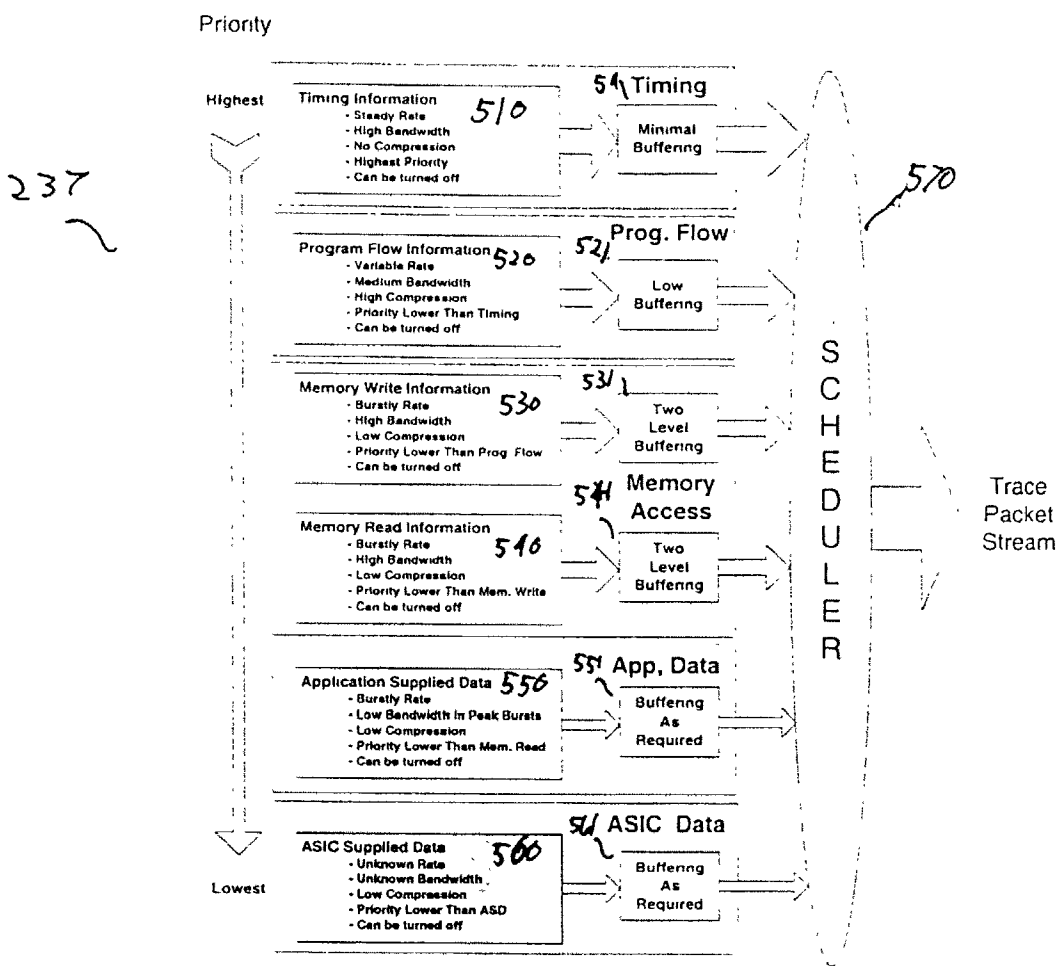 Priority
Highest
237
Timing Information 510
- Steady Rate
- High Bandwidth
- No Compression
- Highest Priority
- Can be turned off
Timing
Minimal
Buffering
570
Program Flow Information 520
- Variable Rate
- Medium Bandwidth
- High Compression
- Priority Lower Than Timing
- Can be turned off
Prog. Flow
521
Low
Buffering
Memory Write Information 530
- Burstly Rate
- High Bandwidth
- Low Compression
- Priority Lower Than Prog Flow
- Can be turned off
531
Two
Level
Buffering
Memory Read Information 540
- Burstly Rate
- High Bandwidth
- Low Compression
- Priority Lower Than Mem. Write
- Can be turned off
Memory
Access
Two
Level
Buffering
SCHEDULER
Trace
Packet
Stream
Application Supplied Data 550
- Burstly Rate
- Low Bandwidth In Peak Bursts
- Low Compression
- Priority Lower Than Mem. Read
- Can be turned off
551 App, Data
Buffering
As
Required
Lowest
ASIC Supplied Data 560
- Unknown Rate
- Unknown Bandwidth
- Low Compression
- Priority Lower Than ASD
- Can be turned off
561 ASIC Data
Buffering
As
Required